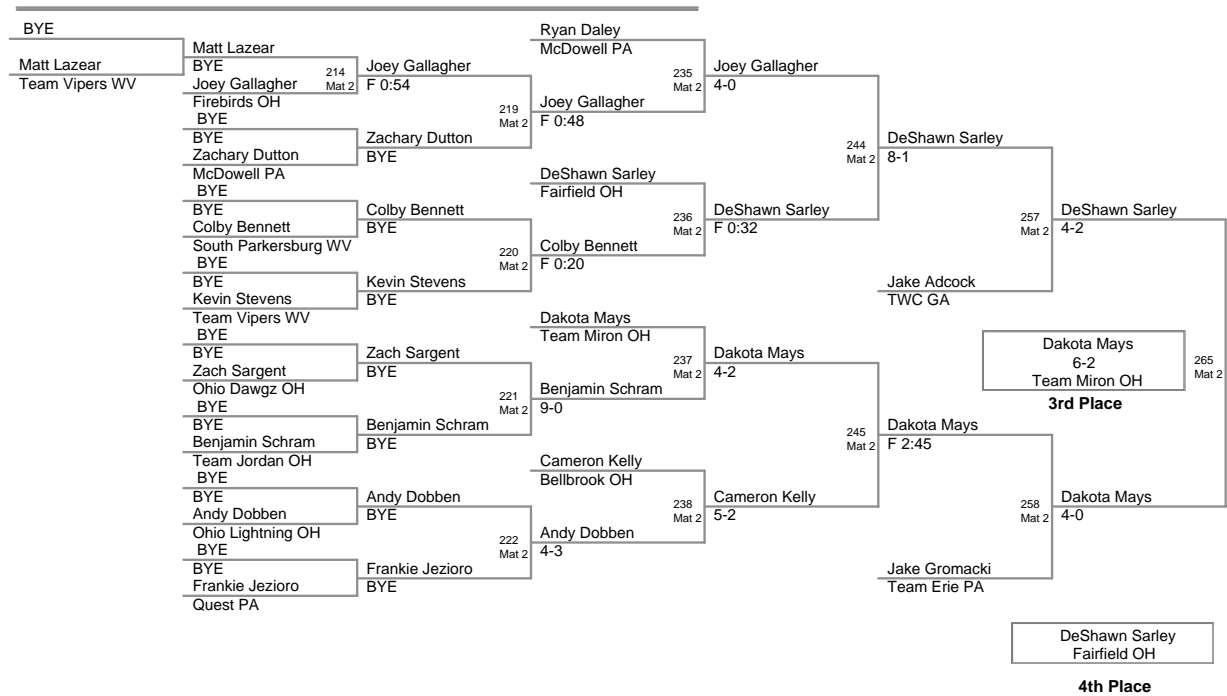 BYE
Matt Lazear
Team Vipers WV
Matt Lazear
BYE
Joey Gallagher
Firebirds OH
BYE
BYE
Zachary Dutton
McDowell PA
BYE
BYE
Colby Bennett
South Parkersburg WV
BYE
BYE
Kevin Stevens
Team Vipers WV
BYE
BYE
Zach Sargent
Ohio Dawgz OH
BYE
BYE
Benjamin Schram
Team Jordan OH
BYE
BYE
Andy Dobben
Ohio Lightning OH
BYE
BYE
Frankie Jezioro
Quest PA
214
Mat 2
Joey Gallagher
F 0:54
Zachary Dutton
BYE
Colby Bennett
BYE
Kevin Stevens
BYE
Zach Sargent
BYE
Benjamin Schram
BYE
Andy Dobben
BYE
Frankie Jezioro
BYE
219
Mat 2
220
Mat 2
221
Mat 2
222
Mat 2
Ryan Daley
McDowell PA
Joey Gallagher
F 0:48
DeShawn Sarley
Fairfield OH
Colby Bennett
F 0:20
Dakota Mays
Team Miron OH
Benjamin Schram
9-0
Cameron Kelly
Bellbrook OH
Andy Dobben
4-3
235
Mat 2
236
Mat 2
237
Mat 2
238
Mat 2
Joey Gallagher
4-0
DeShawn Sarley
F 0:32
Dakota Mays
4-2
Cameron Kelly
5-2
244
Mat 2
245
Mat 2
DeShawn Sarley
8-1
Jake Adcock
TWC GA
Dakota Mays
F 2:45
Jake Gromacki
Team Erie PA
257
Mat 2
258
Mat 2
DeShawn Sarley
4-2
Dakota Mays
4-0
265
Mat 2
Dakota Mays
6-2
Team Miron OH
3rd Place
DeShawn Sarley
Fairfield OH
4th Place